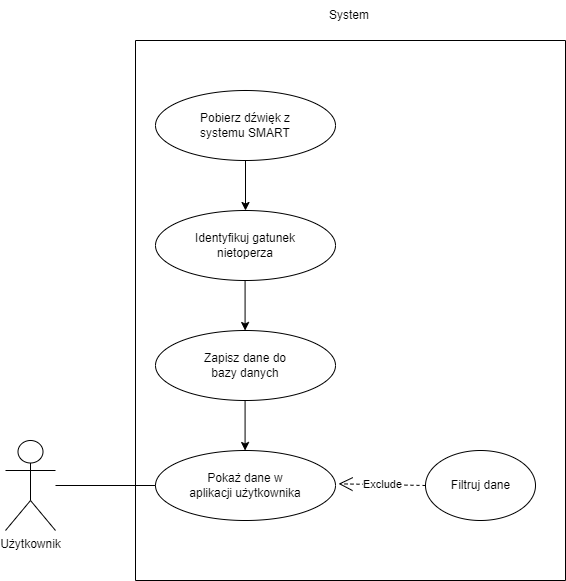 System
Pobierz dźwięk z
systemu SMART
Identyfikuj gatunek
nietoperza
Zapisz dane do
bazy danych
Pokaż dane w
aplikacji użytkownika
Exclude
Filtruj dane
Użytkownik